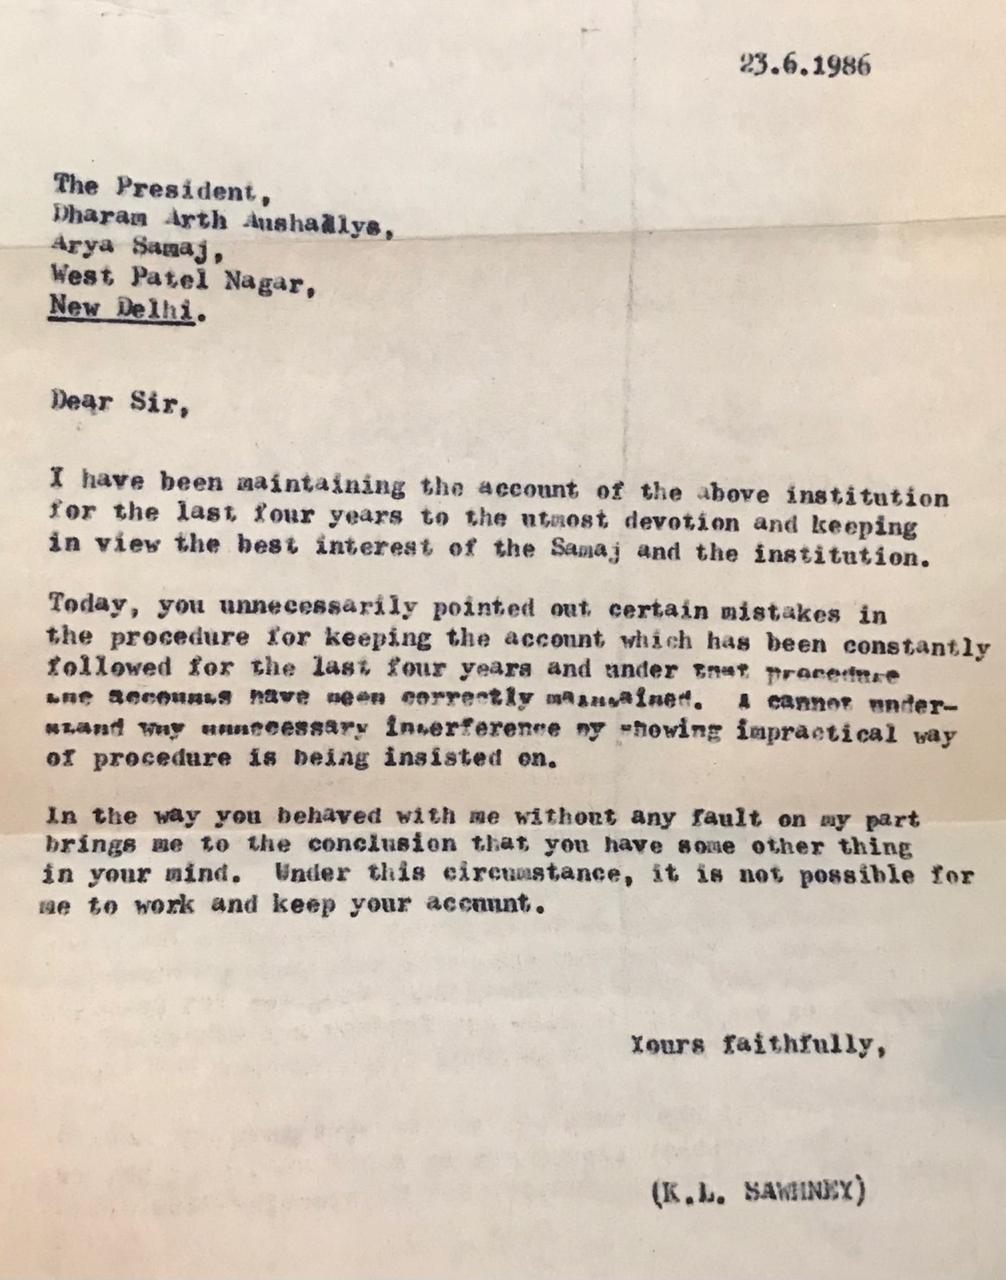 23.6.1986
The President,
Dharam Arth Aushadlya,
Arya Samaj,
West Patel Nagar,
New Delhi.
Dear Sir,
I have been maintaining the account of the above institution
for the last four years to the utmost devotion and keeping
in view the best interest of the Samaj and the institution.
Today, you unnecessarily pointed out certain mistakes in
the procedure for keeping the account which has been constantly
followed for the last four years and under that procedure
the accounts have been correctly maintained. I cannot under-
stand why unnecessary interference by showing impractical way
of procedure is being insisted on.
In the way you behaved with me without any fault on my part
brings me to the conclusion that you have some other thing
in your mind. Under this circumstance, it is not possible for
me to work and keep your account.
Yours faithfully,
(K.L. SAWHNEY)